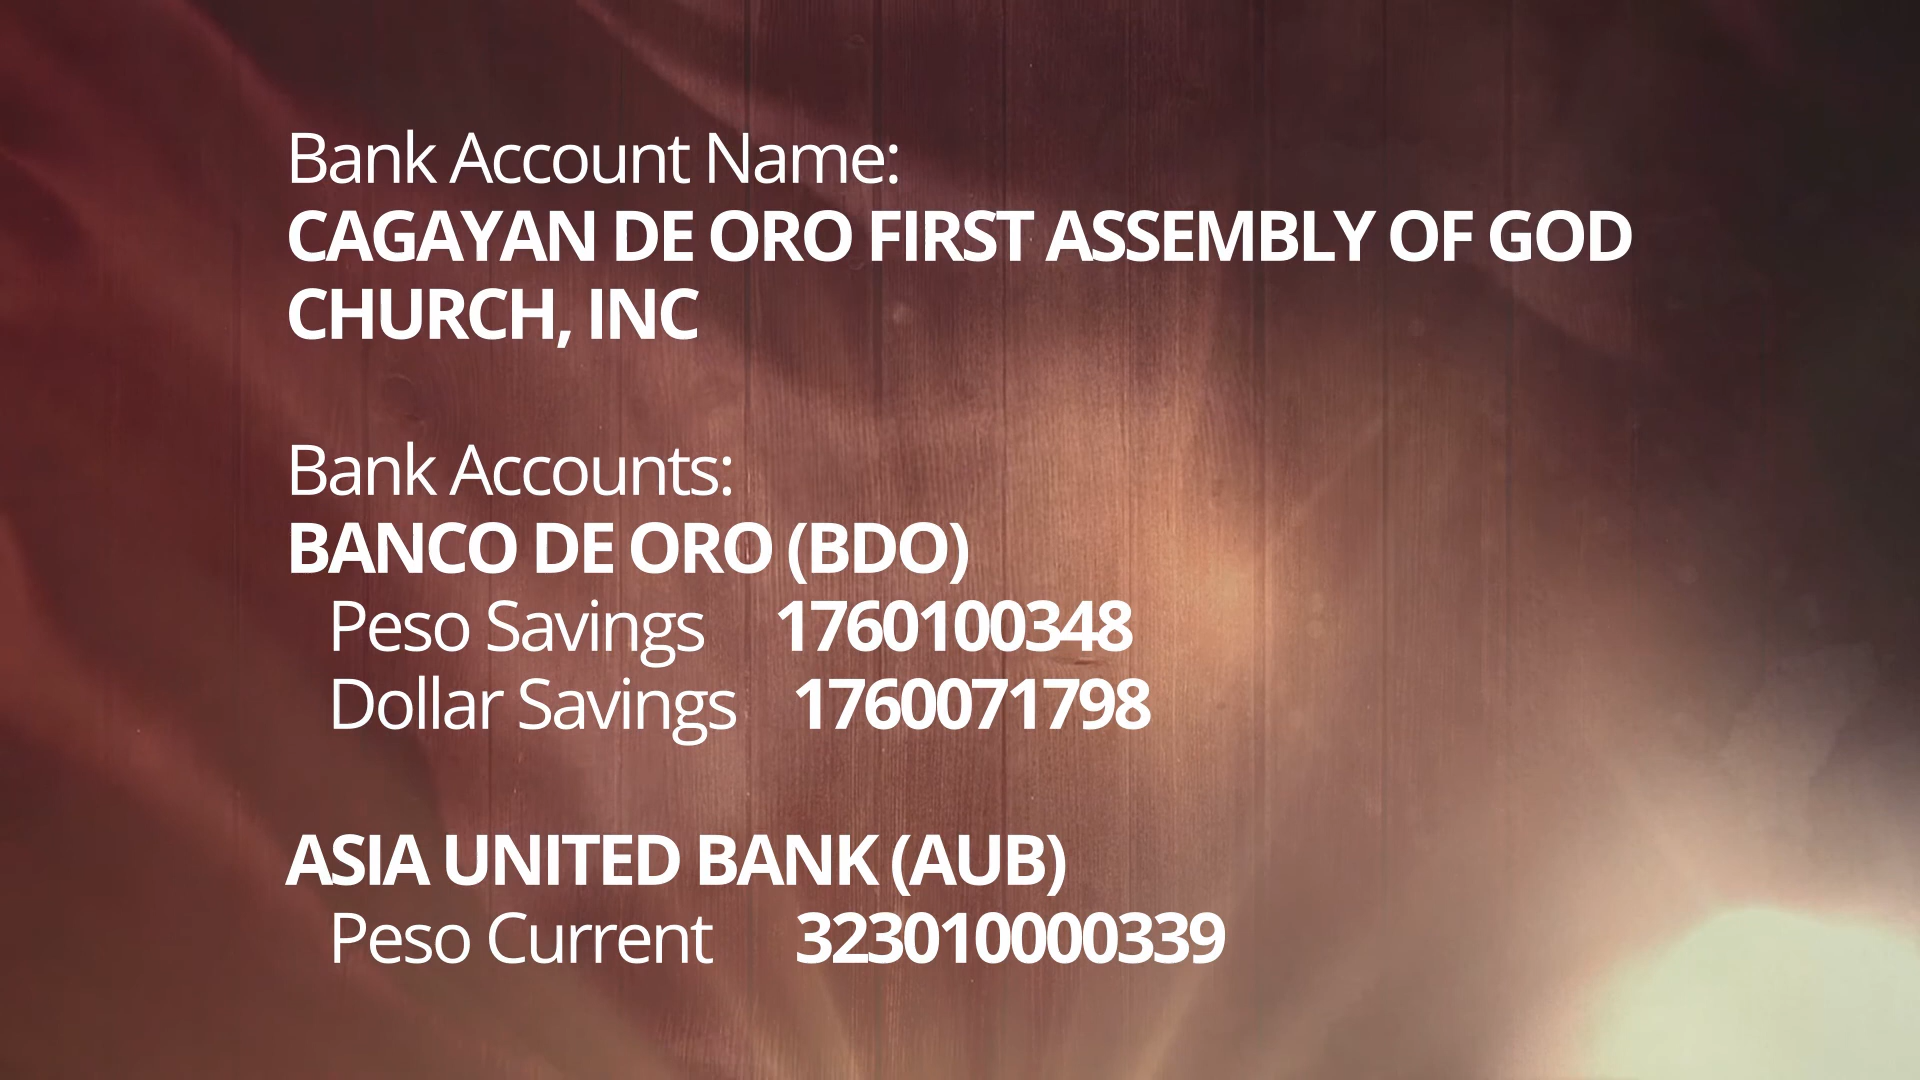 Bank Account Name:
CAGAYAN DE ORO FIRST ASSEMBLY OF GOD
CHURCH, INC
Bank Accounts:
BANCO DE ORO (BDO)
Peso Savings 1760100348
Dollar Savings 1760071798
ASIA UNITED BANK (AUB)
Peso Current 323010000339